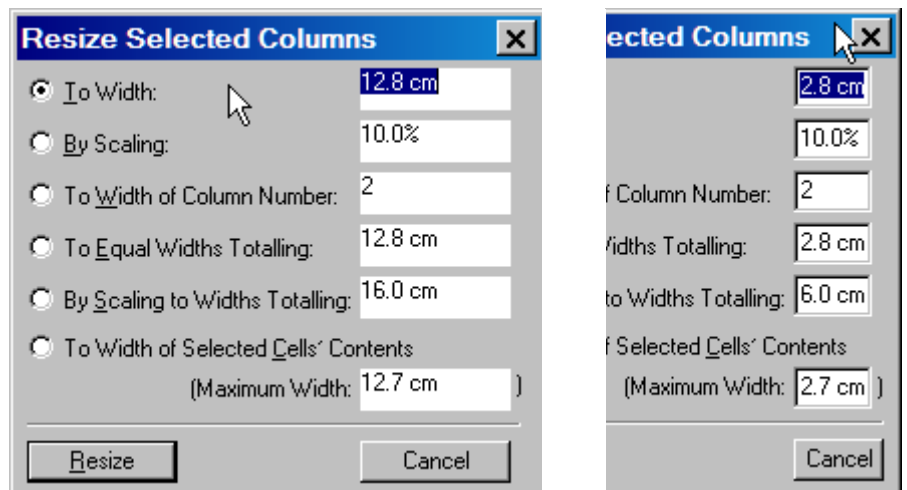 Resize Selected Columns
To Width: 12.8 cm
By Scaling: 10.0%
To Width of Column Number: 2
To Equal Widths Totalling: 12.8 cm
By Scaling to Widths Totalling: 16.0 cm
To Width of Selected Cells' Contents
(Maximum Width: 12.7 cm )
Resize Cancel
ected Columns
2.8 cm
10.0%
f Column Number: 2
Widths Totalling: 2.8 cm
to Widths Totalling: 6.0 cm
f Selected Cells' Contents
(Maximum Width: 2.7 cm )
Cancel